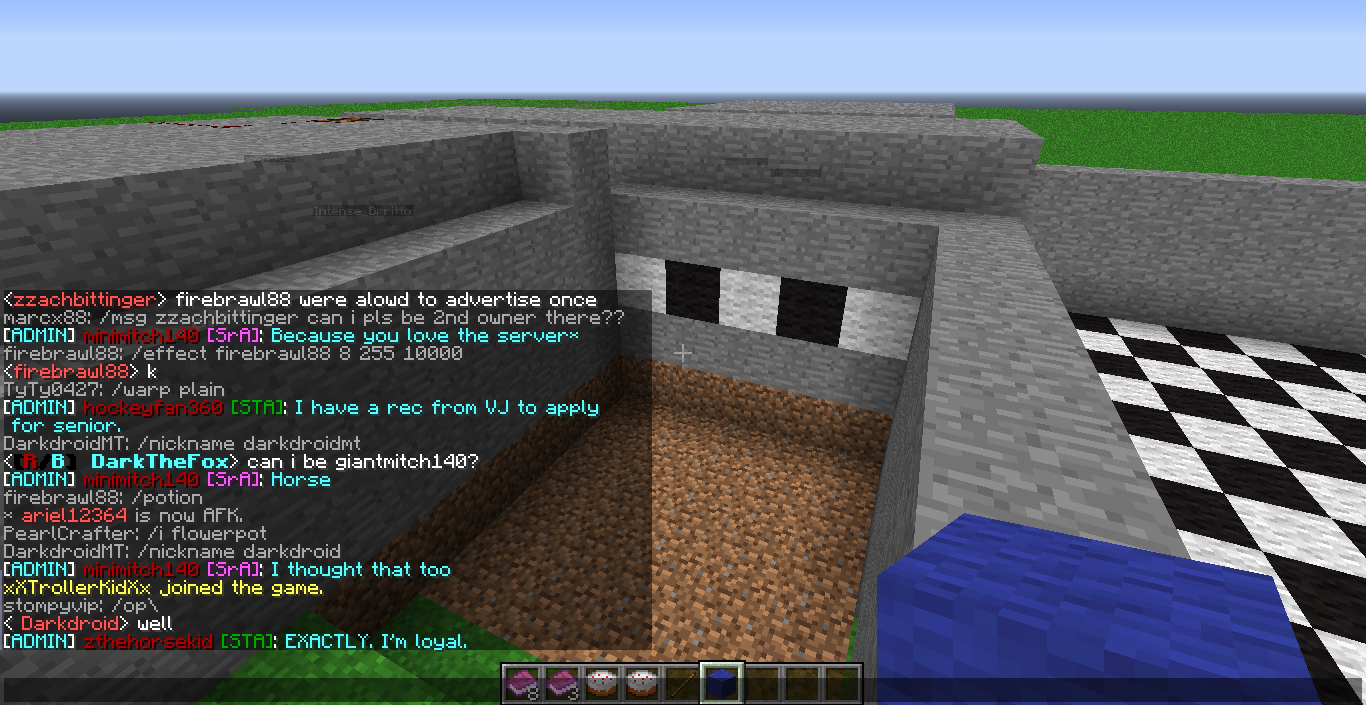 Intense_Brritto
<zzachbittinger> firebrawl88 were alowd to advertise once
marcx88: /msg zzachbittinger can i pls be 2nd owner there??
[ADMIN] minimitch140 [SrA]: Because you love the server*
firebrawl88: /effect firebrawl88 8 255 10000
<firebrawl88> k
TyTy0427: /warp plain
[ADMIN] hockeyfan360 [STA]: I have a rec from VJ to apply
for senior.
DarkdroidMT: /nickname darkdroidmt
< R/B DarkTheFox> can i be giantmitch140?
[ADMIN] minimitch140 [SrA]: Horse
firebrawl88: /potion
* ariel12364 is now AFK.
PearlCrafter: /i flowerpot
DarkdroidMT: /nickname darkdroid
[ADMIN] minimitch140 [SrA]: I thought that too
xXTrollerKidXx joined the game.
stompyvip: /op\
< Darkdroid> well
[ADMIN] zthehorsekid [STA]: EXACTLY. I'm loyal.
8 3